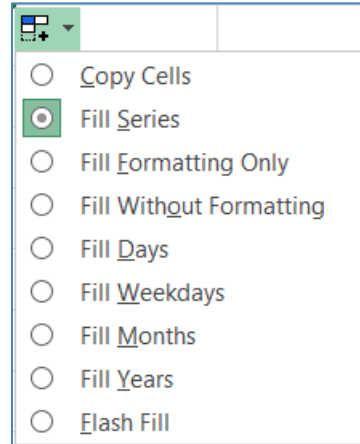 Copy Cells
Fill Series
Fill Formatting Only
Fill Without Formatting
Fill Days
Fill Weekdays
Fill Months
Fill Years
Flash Fill